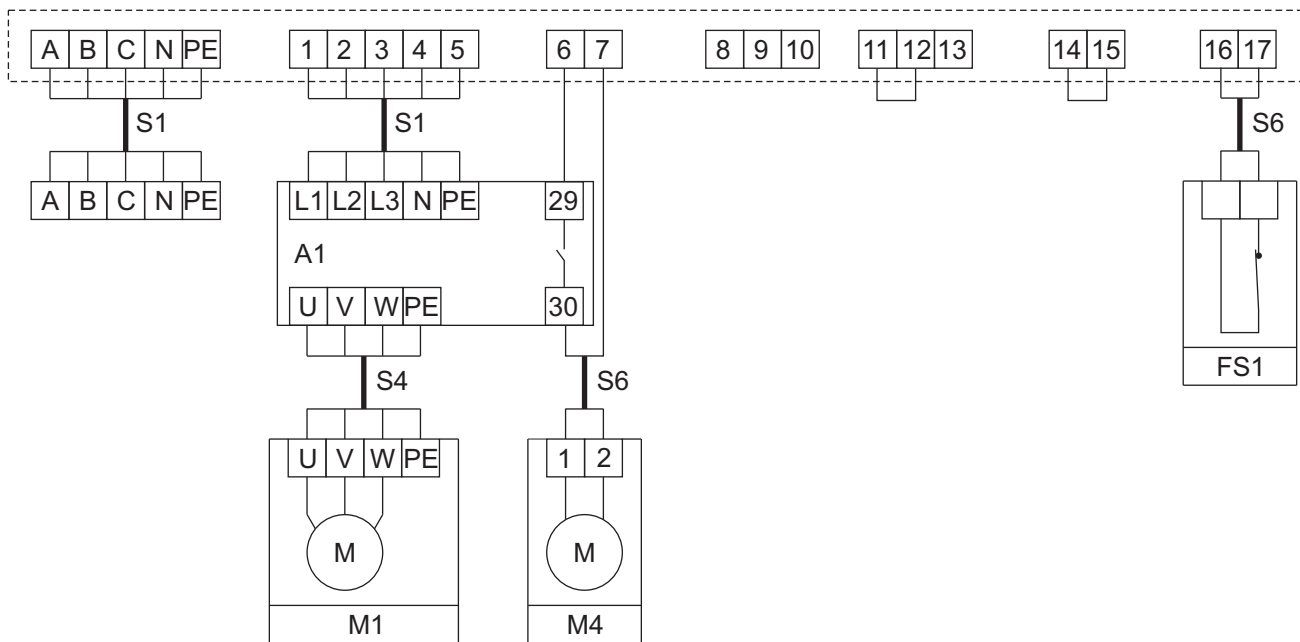 A B C N PE 1 2 3 4 5 6 7 8 9 10 11 12 13 14 15 16 17
S1 S1 S6
A B C N PE L1 L2 L3 N PE 29
A1
U V W PE 30
FS1
S4 S6
U V W PE 1 2
M M
M1 M4